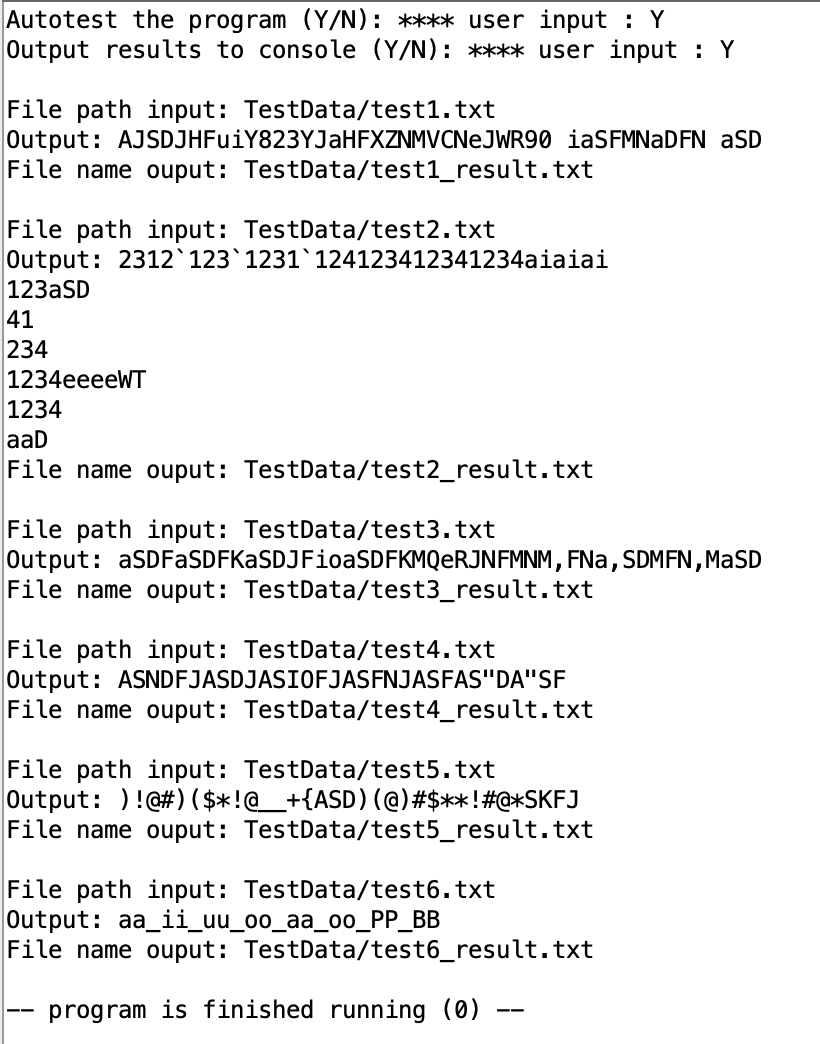 Autotest the program (Y/N): **** user input : Y
Output results to console (Y/N): **** user input : Y
File path input: TestData/test1.txt
Output: AJSDJHFuiY823YJaHFXZNMVCNeJWR90 iaSFMNaDFN aSD
File name ouput: TestData/test1_result.txt
File path input: TestData/test2.txt
Output: 2312`123`1231`124123412341234aiaiai
123aSD
41
234
1234eeeeWT
1234
aaD
File name ouput: TestData/test2_result.txt
File path input: TestData/test3.txt
Output: aSDFaSDFKaSDJFioaSDFKMQeRJNFMNM,FNa,SDMFN,MaSD
File name ouput: TestData/test3_result.txt
File path input: TestData/test4.txt
Output: ASNDFJASDJASIOFJASFNJASFAS"DA"SF
File name ouput: TestData/test4_result.txt
File path input: TestData/test5.txt
Output: )!@#)($*!@__+{ASD)(@)#$**!#@*SKFJ
File name ouput: TestData/test5_result.txt
File path input: TestData/test6.txt
Output: aa_ii_uu_oo_aa_oo_PP_BB
File name ouput: TestData/test6_result.txt
-- program is finished running (0) --